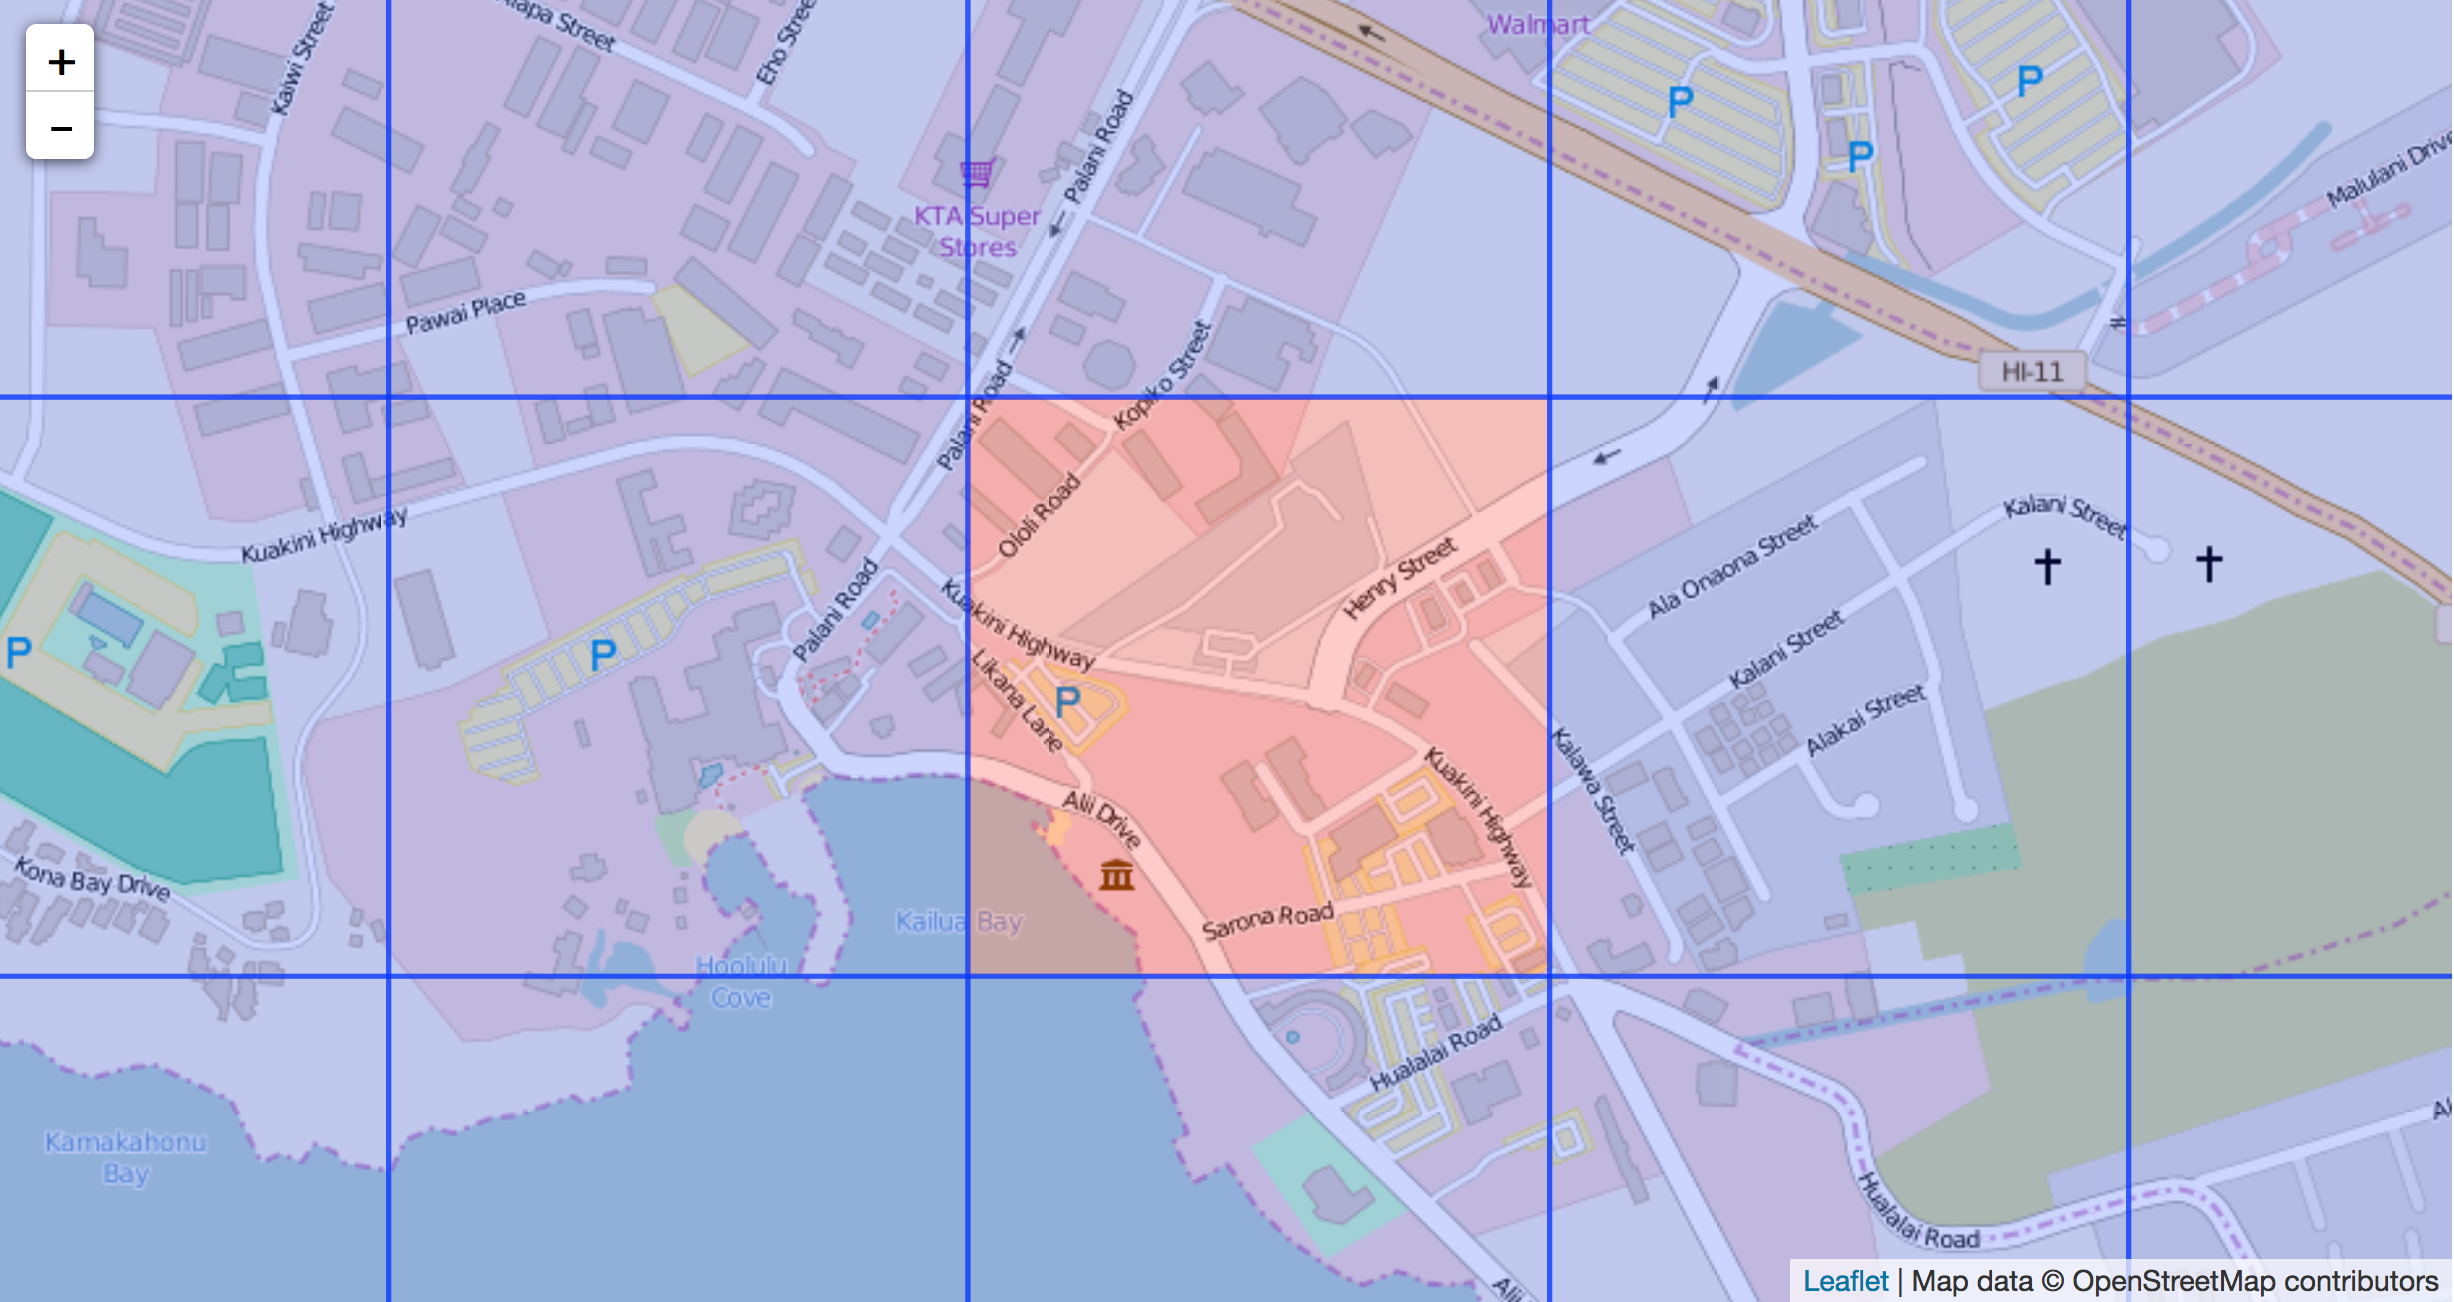 +
−
Kaiwi Street
Alapa Street
Eho Street
Walmart
P
P
P
Palani Road
KTA Super
Stores
Malulani Drive
Pawai Place
Kopiko Street
Palani Road
HI-11
Ololi Road
Kuakini Highway
Kalani Street
Ala Onaona Street
Henry Street
Palani Road
Kuakini Highway
P
P
P
Likana Lane
Kalani Street
Alakai Street
Kalawa Street
Kuakini Highway
Alii Drive
Kona Bay Drive
Kailua Bay
Sarona Road
Hoolulu
Cove
Hualalai Road
Kamakahonu
Bay
Hualalai Road
Leaflet | Map data © OpenStreetMap contributors